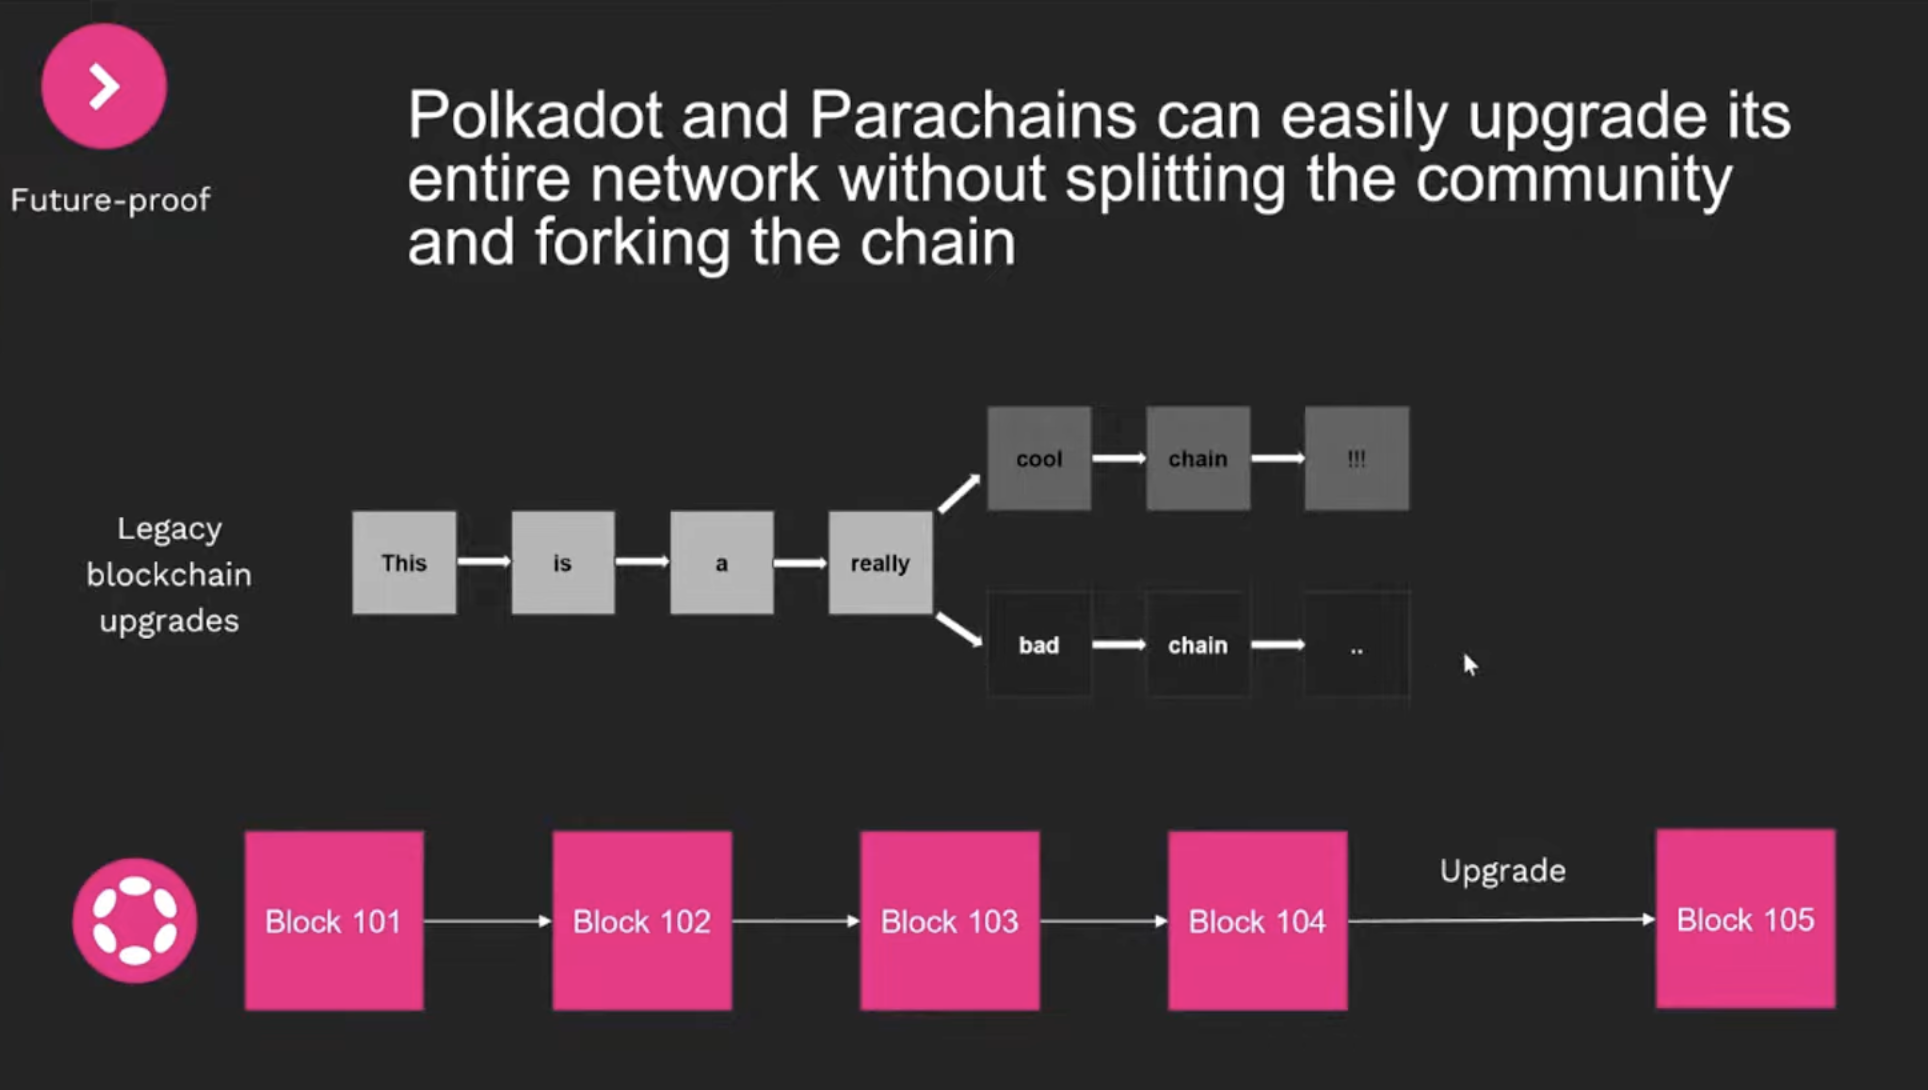 Polkadot and Parachains can easily upgrade its
entire network without splitting the community
and forking the chain
Future-proof
Legacy
blockchain
upgrades
This
is
a
really
cool
chain
!!!
bad
chain
..
Block 101
Block 102
Block 103
Block 104
Upgrade
Block 105